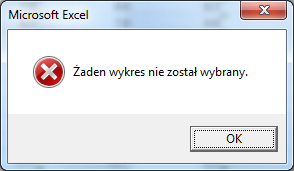 Microsoft Excel
Żaden wykres nie został wybrany.
OK